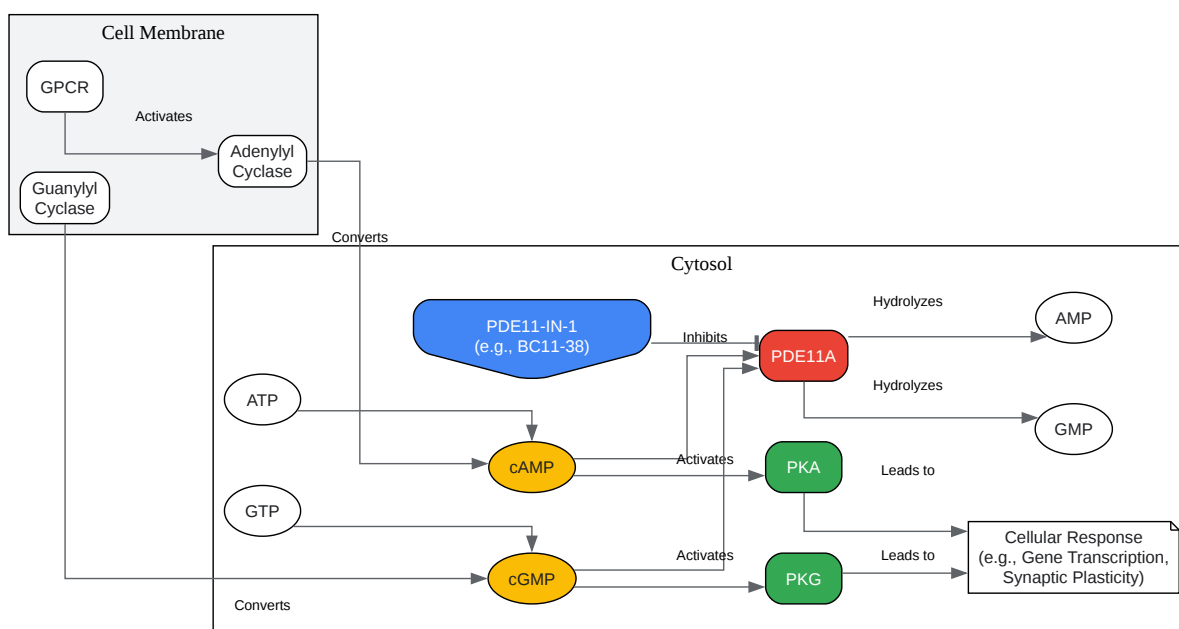 Cell Membrane
GPCR
Activates
Adenylyl
Cyclase
Guanylyl
Cyclase
Converts
Cytosol
PDE11-IN-1
(e.g., BC11-38)
Inhibits
PDE11A
Hydrolyzes
AMP
Hydrolyzes
GMP
ATP
cAMP
Activates
PKA
Leads to
GTP
cGMP
Activates
PKG
Leads to
Cellular Response
(e.g., Gene Transcription,
Synaptic Plasticity)
Converts